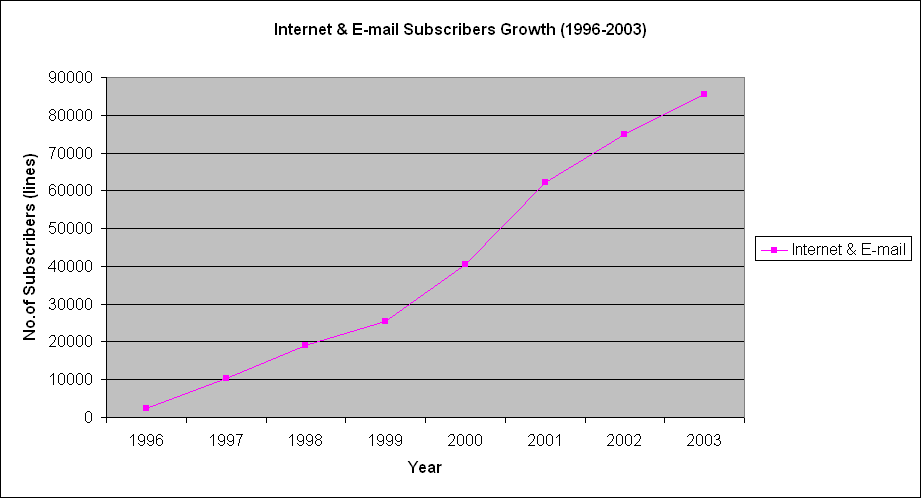 Internet & E-mail Subscribers Growth (1996-2003)
No.of Subscribers (lines)
90000
80000
70000
60000
50000
40000
30000
20000
10000
0
1996 1997 1998 1999 2000 2001 2002 2003
Year
Internet & E-mail